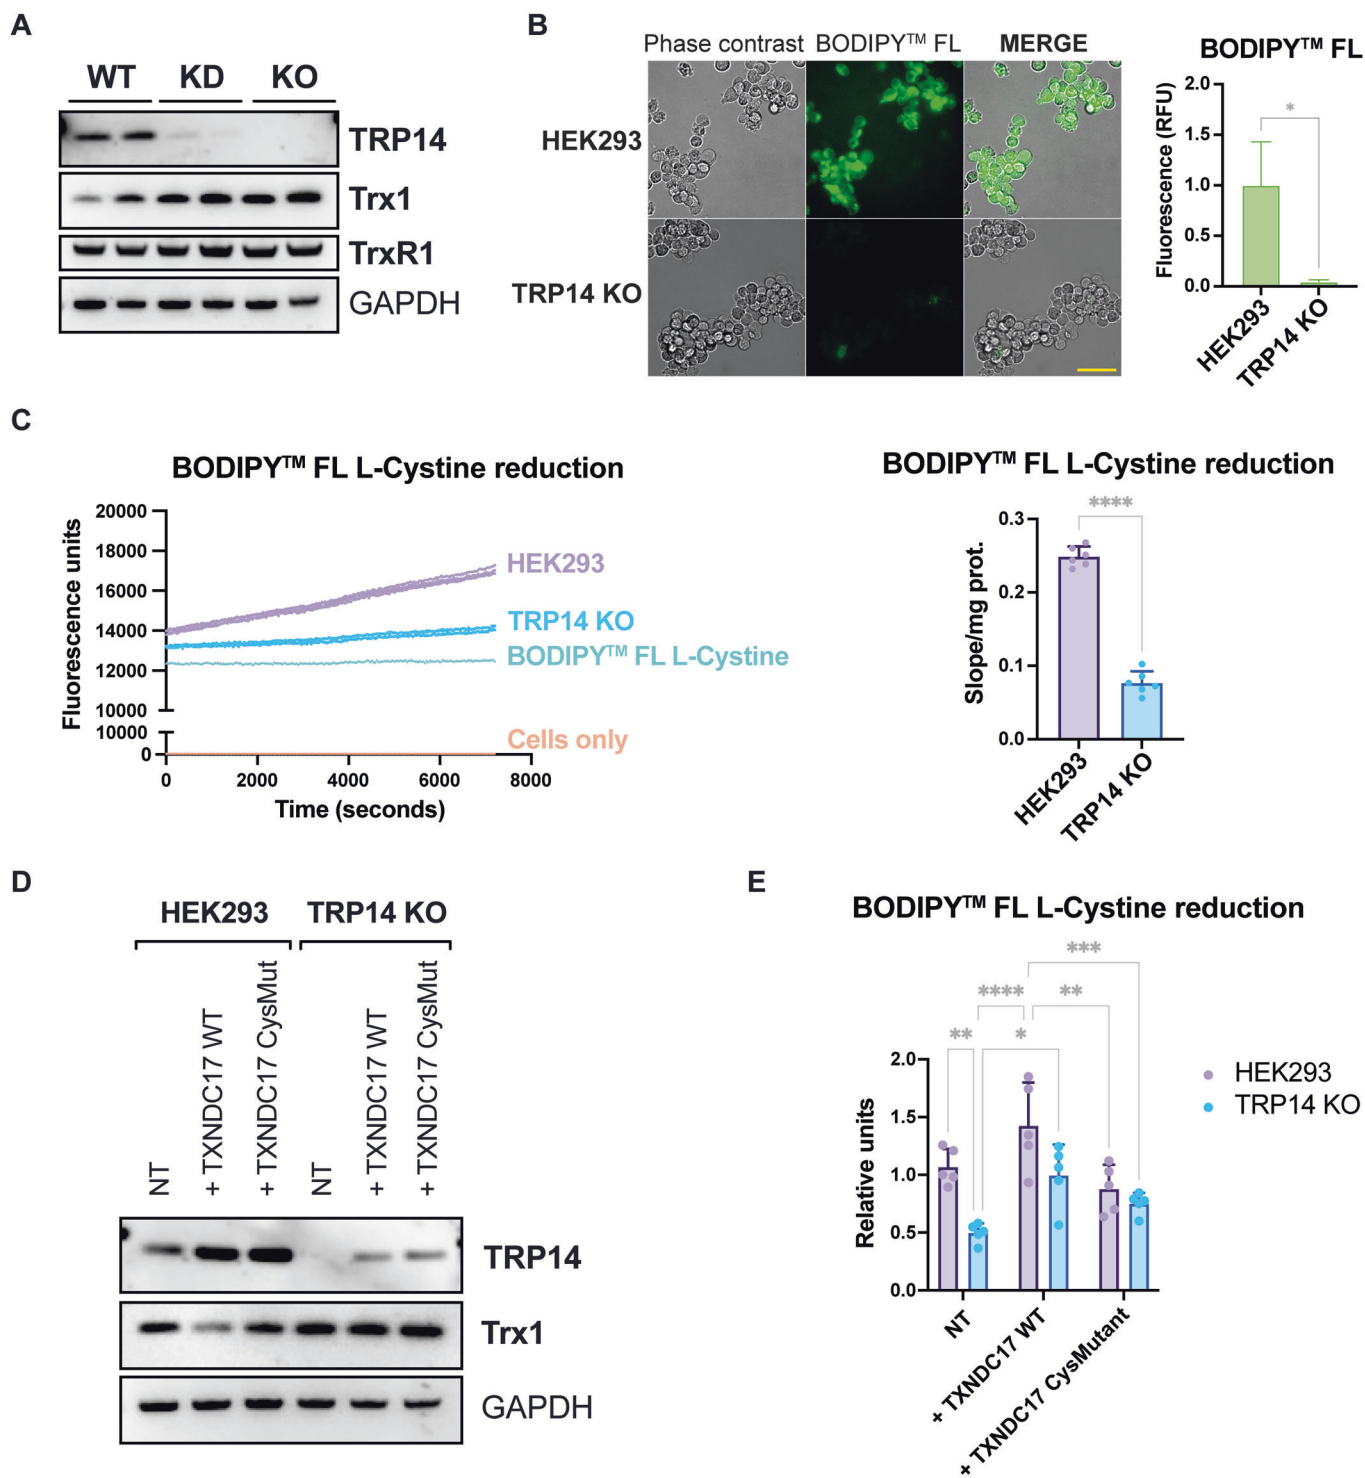 A
WT KD KO
TRP14
Trx1
TrxR1
GAPDH
B
Phase contrast BODIPY™ FL MERGE
HEK293
TRP14 KO
BODIPY™ FL
Fluorescence (RFU)
2.0
1.5
1.0
0.5
0.0
*
HEK293
TRP14 KO
C
BODIPY™ FL L-Cystine reduction
Fluorescence units
20000
18000
16000
14000
12000
10000
10000
0
HEK293
TRP14 KO
BODIPY™ FL L-Cystine
Cells only
0 2000 4000 6000 8000
Time (seconds)
BODIPY™ FL L-Cystine reduction
Slope/mg prot.
0.3
0.2
0.1
0.0
****
HEK293
TRP14 KO
D
HEK293 TRP14 KO
NT
+ TXNDC17 WT
+ TXNDC17 CysMut
NT
+ TXNDC17 WT
+ TXNDC17 CysMut
TRP14
Trx1
GAPDH
E
BODIPY™ FL L-Cystine reduction
***
**** **
** *
Relative units
2.0
1.5
1.0
0.5
0.0
HEK293
TRP14 KO
NT
+ TXNDC17 WT
+ TXNDC17 CysMutant